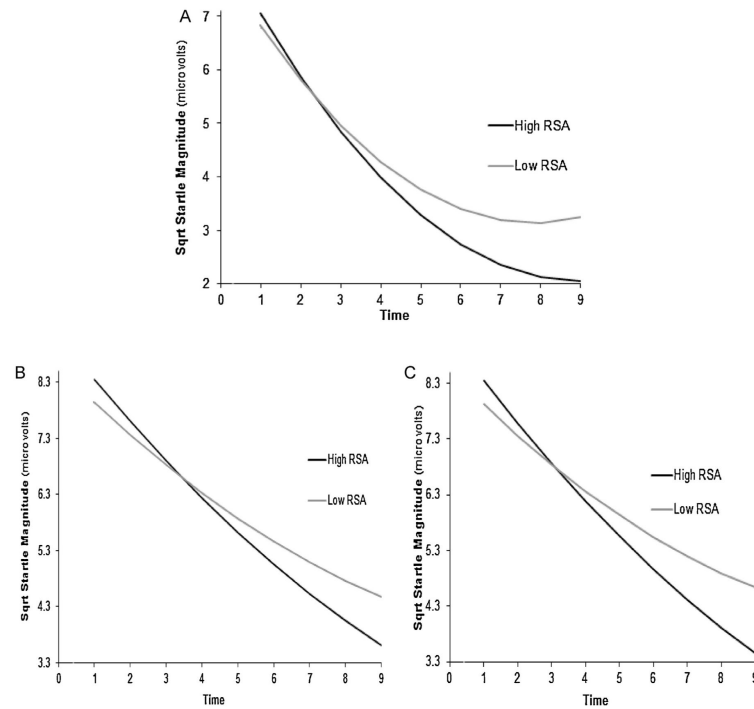 A
Sqrt Startle Magnitude (micro volts)
7
6
5
4
3
2
0 1 2 3 4 5 6 7 8 9
Time
High RSA
Low RSA
B
Sqrt Startle Magnitude (micro volts)
8.3
7.3
6.3
5.3
4.3
3.3
0 1 2 3 4 5 6 7 8 9
Time
High RSA
Low RSA
C
Sqrt Startle Magnitude (micro volts)
8.3
7.3
6.3
5.3
4.3
3.3
0 1 2 3 4 5 6 7 8 9
Time
High RSA
Low RSA